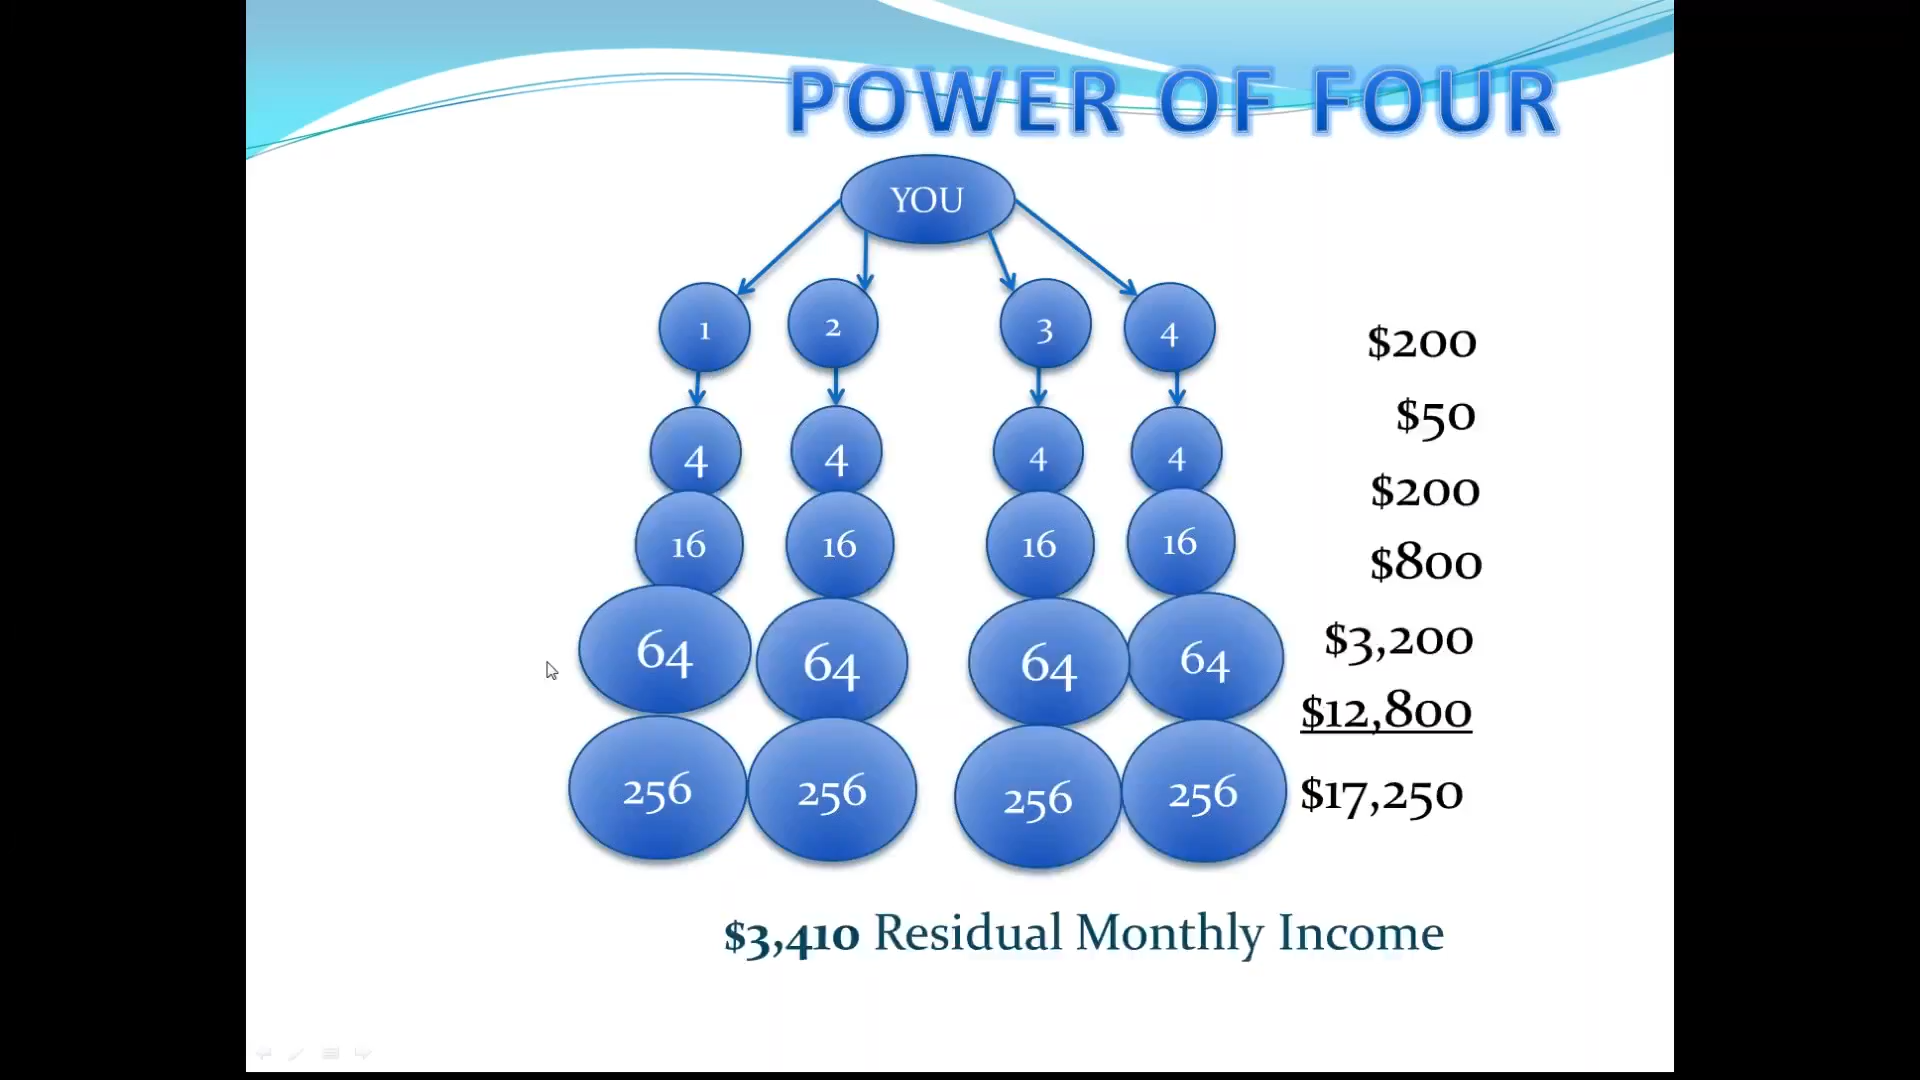 POWER OF FOUR
YOU
1 2 3 4
$200
$50
4 4 4 4
$200
16 16 16 16
$800
64 64 64 64
$3,200
$12,800
256 256 256 256
$17,250
$3,410 Residual Monthly Income